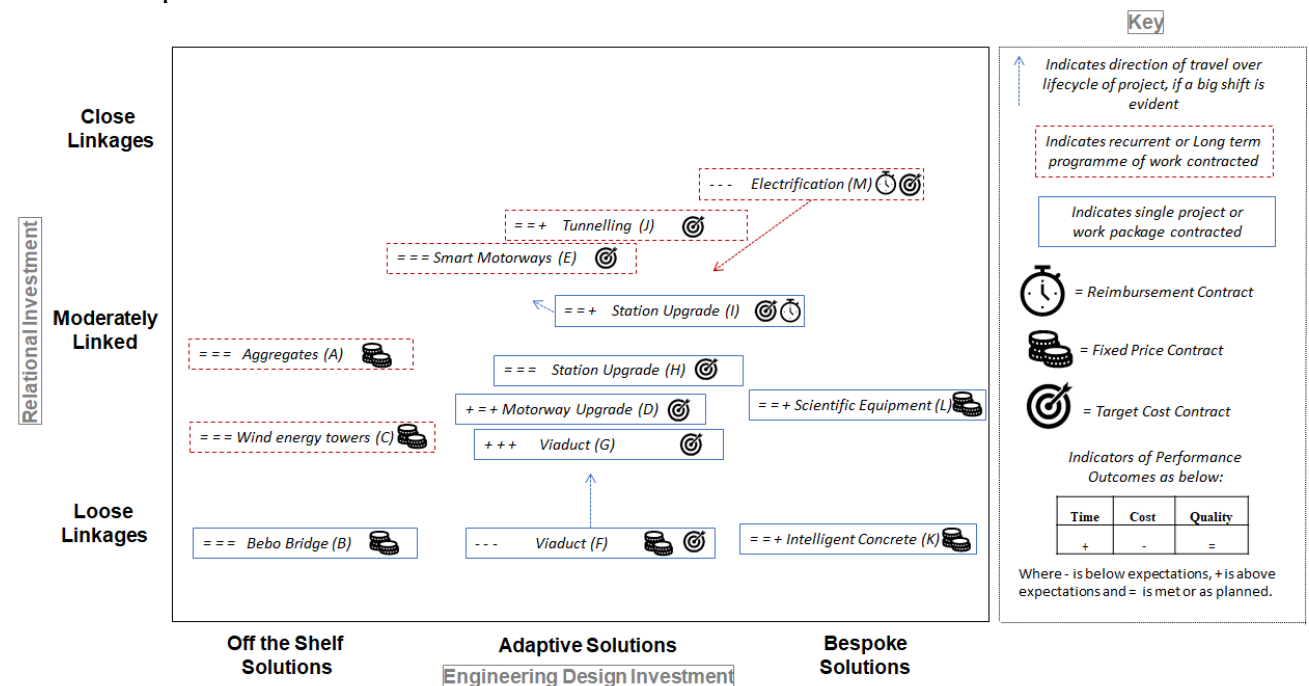 Key
Close
Linkages
Moderately
Linked
Loose
Linkages
Relational Investment
- - - Electrification (M)
= = + Tunnelling (J)
= = = Smart Motorways (E)
= = + Station Upgrade (I)
= = = Aggregates (A)
= = = Station Upgrade (H)
+ = + Motorway Upgrade (D)
= = + Scientific Equipment (L)
= = = Wind energy towers (C)
+ + + Viaduct (G)
= = = Bebo Bridge (B)
- - - Viaduct (F)
= = + Intelligent Concrete (K)
Off the Shelf
Solutions
Adaptive Solutions
Bespoke
Solutions
Engineering Design Investment
Indicates direction of travel over
lifecycle of project, if a big shift is
evident
Indicates recurrent or Long term
programme of work contracted
Indicates single project or
work package contracted
= Reimbursement Contract
= Fixed Price Contract
= Target Cost Contract
Indicators of Performance
Outcomes as below:
Time Cost Quality
+ - =
Where - is below expectations, + is above
expectations and = is met or as planned.